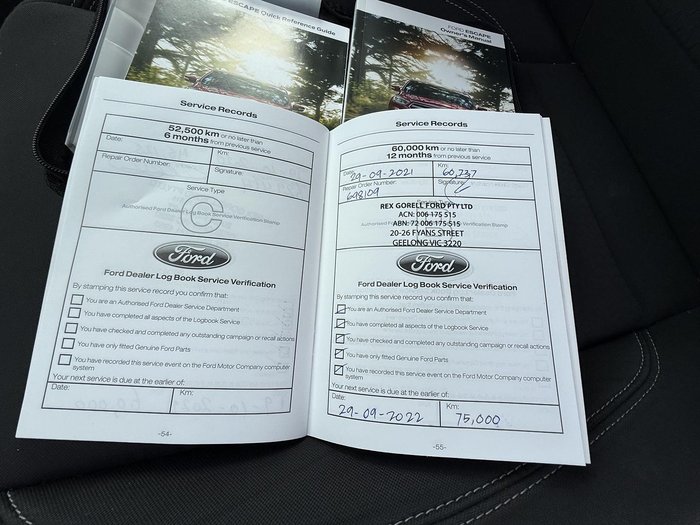 ESCAPE Quick Reference Guide
Ford ESCAPE
Owner's Manual
Service Records
52,500 km or no later than
6 months from previous service
Date:
Km:
Repair Order Number:
Signature:
Service Type
C
Authorised Ford Dealer Log Book Service Verification Stamp
Ford
Ford Dealer Log Book Service Verification
By stamping this service record you confirm that:
You are an Authorised Ford Dealer Service Department
You have completed all aspects of the Logbook Service
You have checked and completed any outstanding campaign or recall actions
You have only fitted Genuine Ford Parts
You have recorded this service event on the Ford Motor Company computer
system
Your next service is due at the earlier of:
Date:
Km:
-54-
Service Records
60,000 km or no later than
12 months from previous service
Date:
29-09-2021
Km:
60,737
Repair Order Number:
698109
Signature:
REX GORELL FORD PTY LTD
ACN: 006 175 515
ABN: 72 006 175 515
20-26 FYANS STREET
GEELONG VIC 3220
Ford
Ford Dealer Log Book Service Verification
By stamping this service record you confirm that:
You are an Authorised Ford Dealer Service Department
You have completed all aspects of the Logbook Service
You have checked and completed any outstanding campaign or recall actions
You have only fitted Genuine Ford Parts
You have recorded this service event on the Ford Motor Company computer
system
Your next service is due at the earlier of:
Date:
29-09-2022
Km:
75,000
-55-